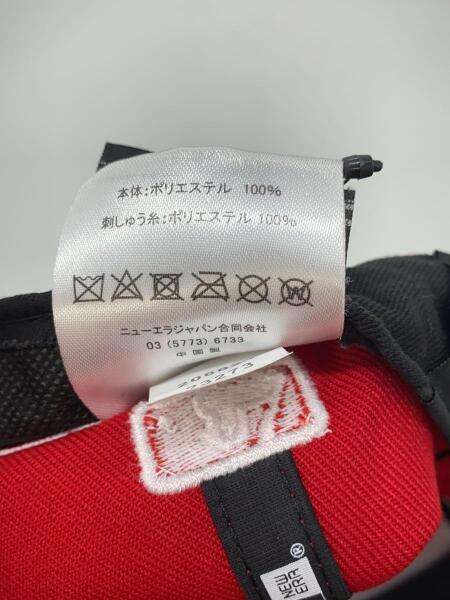 本体:ポリエステル 100%
刺しゅう糸:ポリエステル 100%
ニューエラジャパン合同会社
03 (5773) 6733
中国製
23273
NEW
ERA®